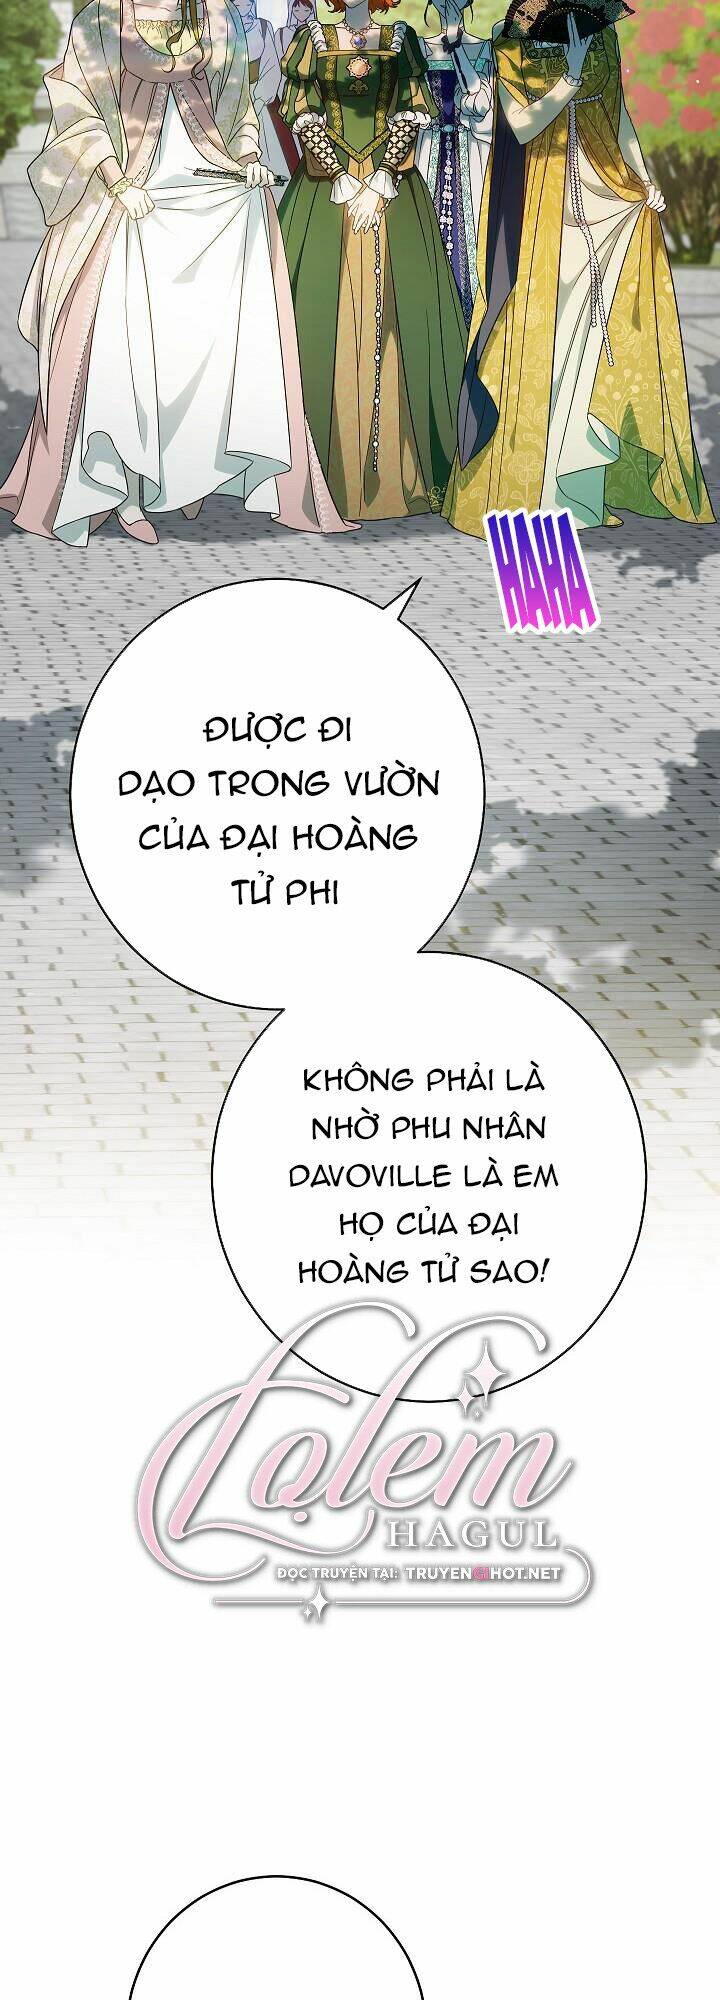 HAHA
ĐƯỢC ĐI
DẠO TRONG VƯỜN
CỦA ĐẠI HOÀNG
TỬ PHI
KHÔNG PHẢI LÀ
NHỜ PHU NHÂN
DAVOVILLE LÀ EM
HỌ CỦA ĐẠI
HOÀNG TỬ SAO!
Lọlem
HAGUL
ĐỌC TRUYỆN TẠI: TRUYENGIHOT.NET